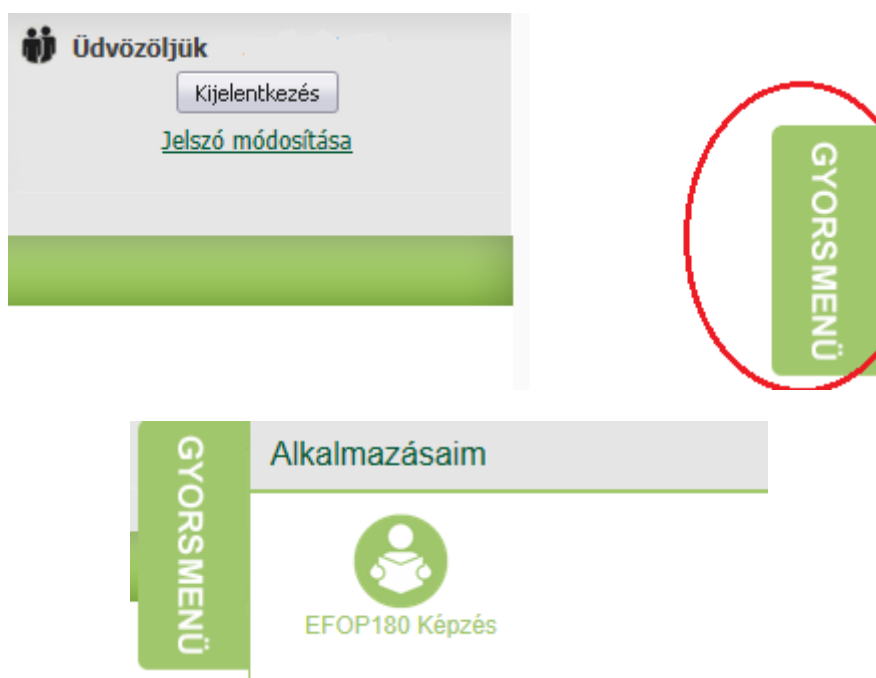 Üdvözöljük
Kijelentkezés
Jelszó módosítása
GYORSMENÜ
GYORSMENÜ
Alkalmazásaim
EFOP180 Képzés